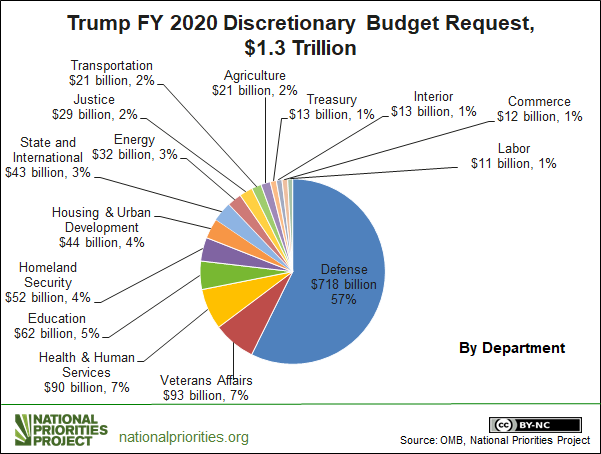 Trump FY 2020 Discretionary Budget Request,
$1.3 Trillion
Transportation
$21 billion, 2%
Agriculture
$21 billion, 2%
Treasury
$13 billion, 1%
Interior
$13 billion, 1%
Commerce
$12 billion, 1%
Labor
$11 billion, 1%
Justice
$29 billion, 2%
Energy
$32 billion, 3%
State and
International
$43 billion, 3%
Housing & Urban
Development
$44 billion, 4%
Homeland
Security
$52 billion, 4%
Education
$62 billion, 5%
Health & Human
Services
$90 billion, 7%
Veterans Affairs
$93 billion, 7%
Defense
$718 billion
57%
By Department
NATIONAL
PRIORITIES
PROJECT
nationalpriorities.org
cc BY-NC
Source: OMB, National Priorities Project